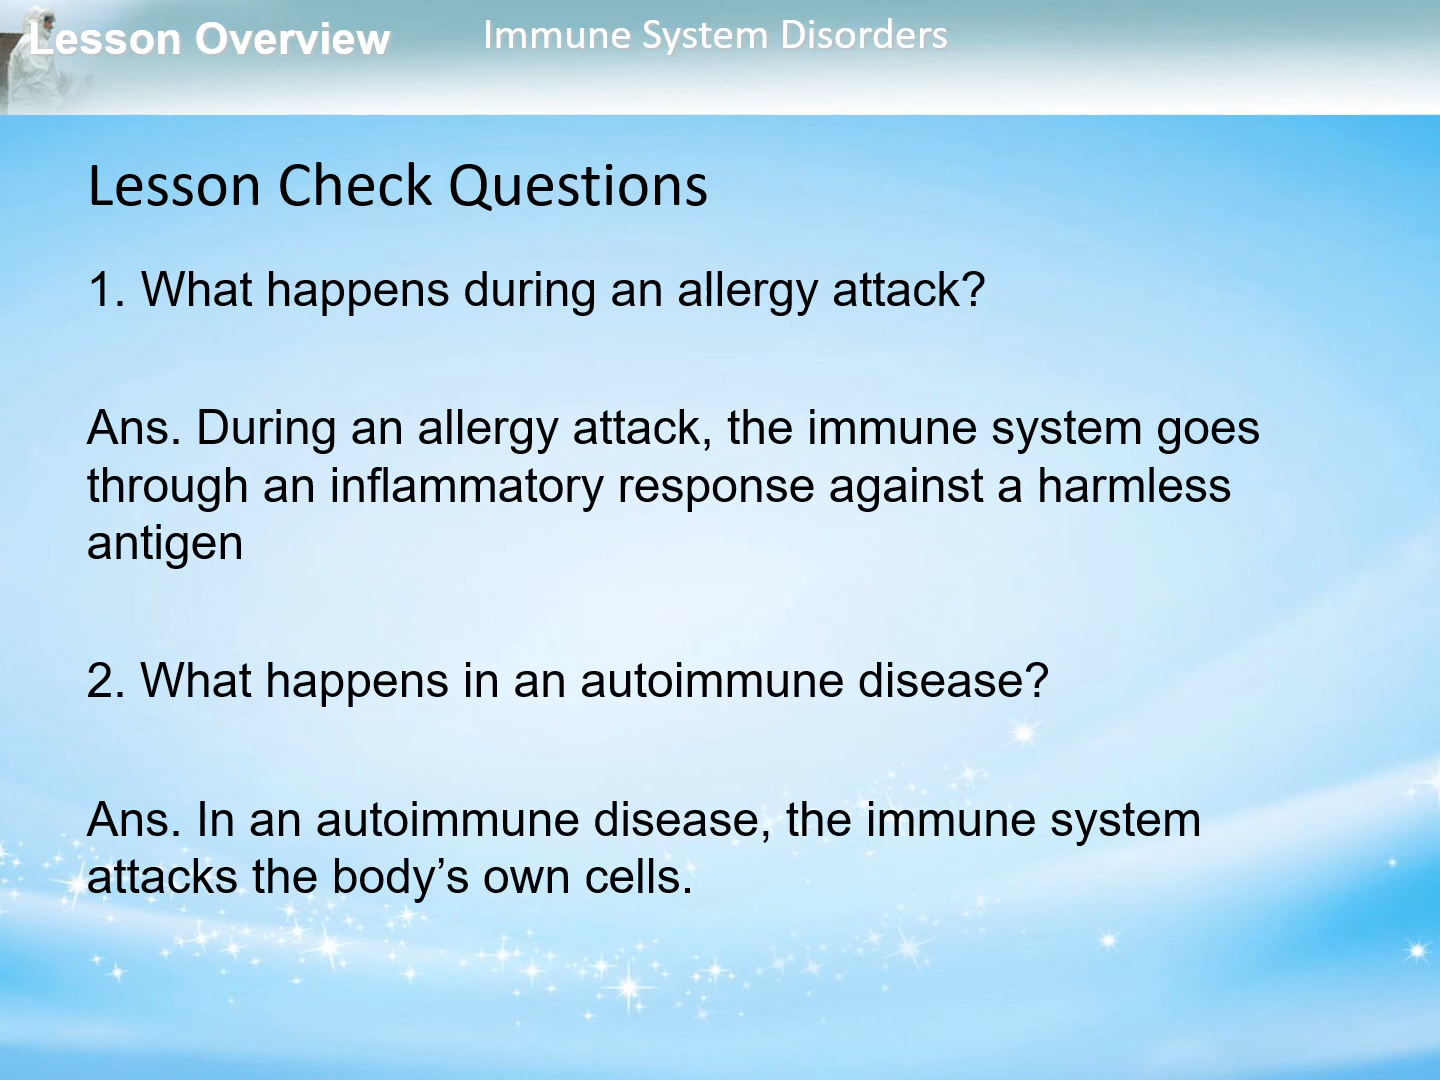 Lesson Overview
Immune System Disorders
Lesson Check Questions
1. What happens during an allergy attack?
Ans. During an allergy attack, the immune system goes
through an inflammatory response against a harmless
antigen
2. What happens in an autoimmune disease?
Ans. In an autoimmune disease, the immune system
attacks the body’s own cells.